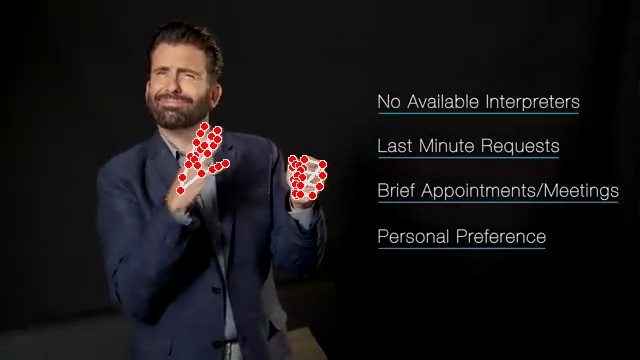 No Available Interpreters
Last Minute Requests
Brief Appointments/Meetings
Personal Preference